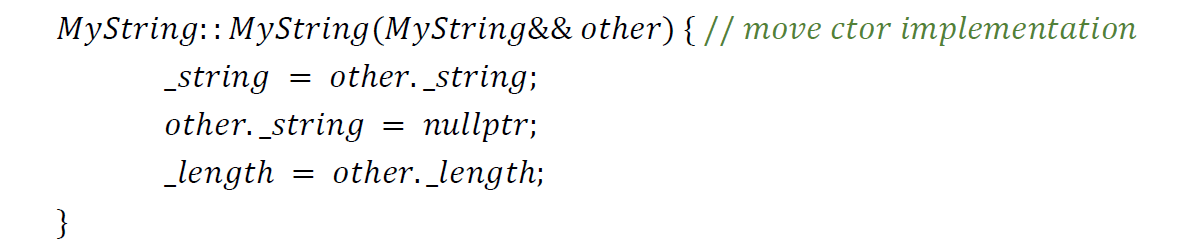 MyString::MyString(MyString&& other) { // move ctor implementation
_string = other._string;
other._string = nullptr;
_length = other._length;
}